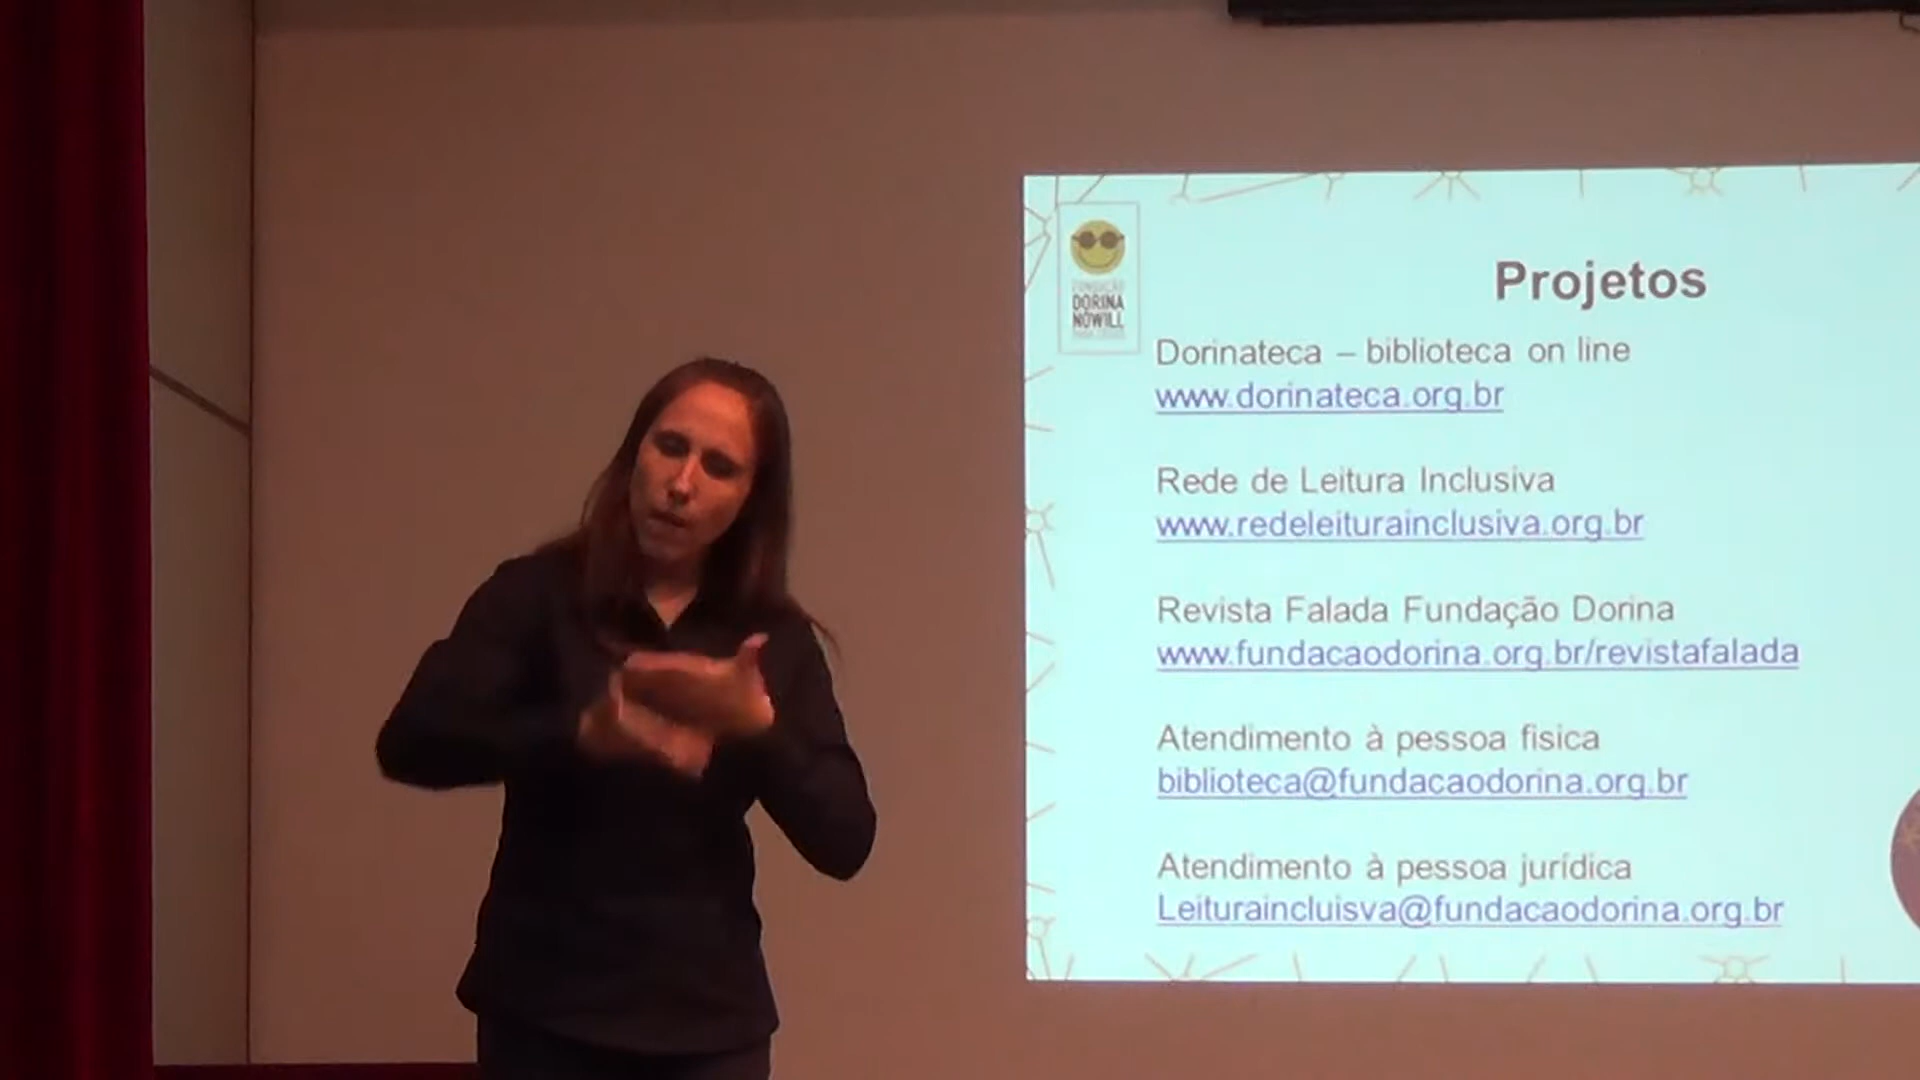 FUNDAÇÃO
DORINA
NOWILL
Projetos
Dorinateca – biblioteca on line
www.dorinateca.org.br
Rede de Leitura Inclusiva
www.redeleiturainclusiva.org.br
Revista Falada Fundação Dorina
www.fundacaodorina.org.br/revistafalada
Atendimento à pessoa fisica
biblioteca@fundacaodorina.org.br
Atendimento à pessoa jurídica
Leituraincluisva@fundacaodorina.org.br